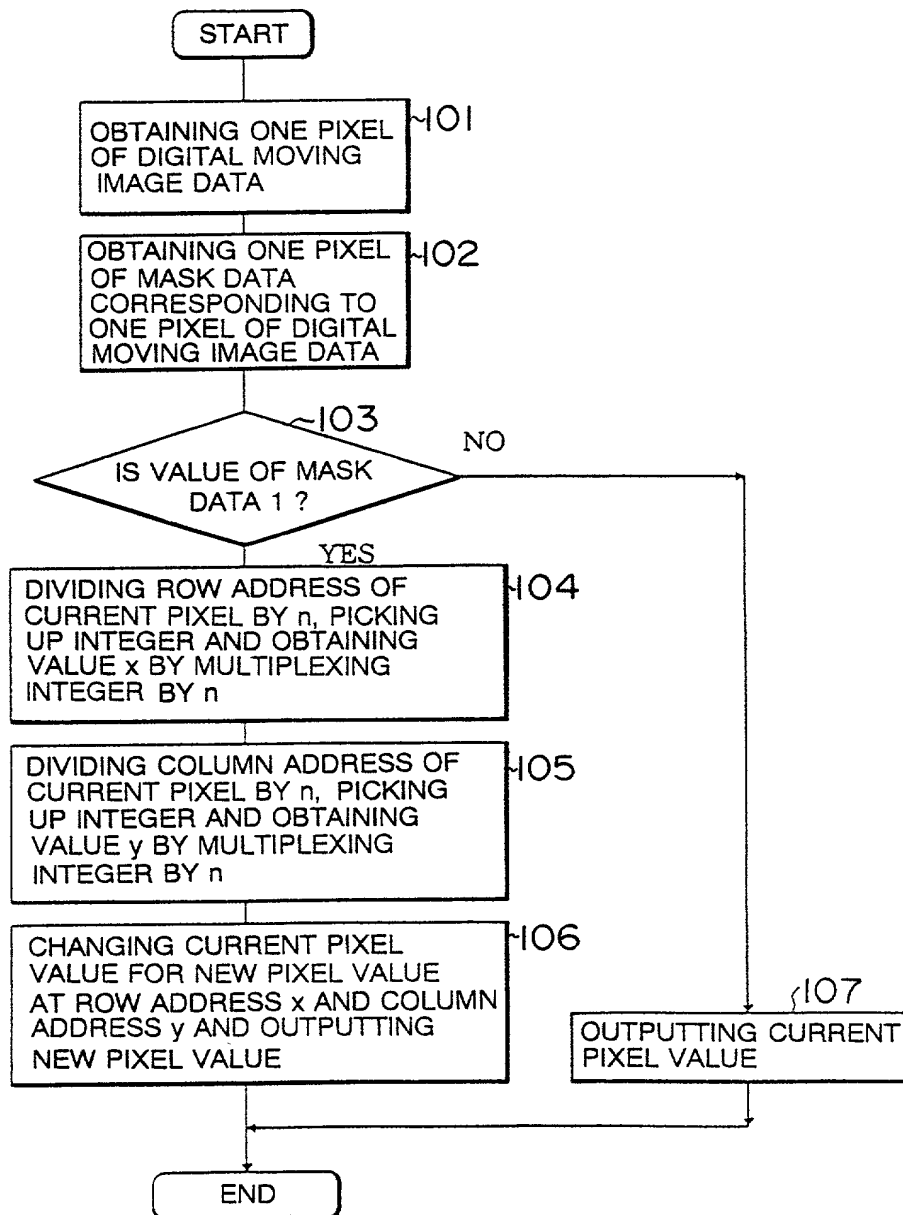 START
OBTAINING ONE PIXEL
OF DIGITAL MOVING
IMAGE DATA
101
OBTAINING ONE PIXEL
OF MASK DATA
CORRESPONDING TO
ONE PIXEL OF DIGITAL
MOVING IMAGE DATA
102
103
IS VALUE OF MASK
DATA 1 ?
NO
YES
DIVIDING ROW ADDRESS OF
CURRENT PIXEL BY n, PICKING
UP INTEGER AND OBTAINING
VALUE x BY MULTIPLEXING
INTEGER BY n
104
DIVIDING COLUMN ADDRESS OF
CURRENT PIXEL BY n, PICKING
UP INTEGER AND OBTAINING
VALUE y BY MULTIPLEXING
INTEGER BY n
105
CHANGING CURRENT PIXEL
VALUE FOR NEW PIXEL VALUE
AT ROW ADDRESS x AND COLUMN
ADDRESS y AND OUTPUTTING
NEW PIXEL VALUE
106
107
OUTPUTTING CURRENT
PIXEL VALUE
END